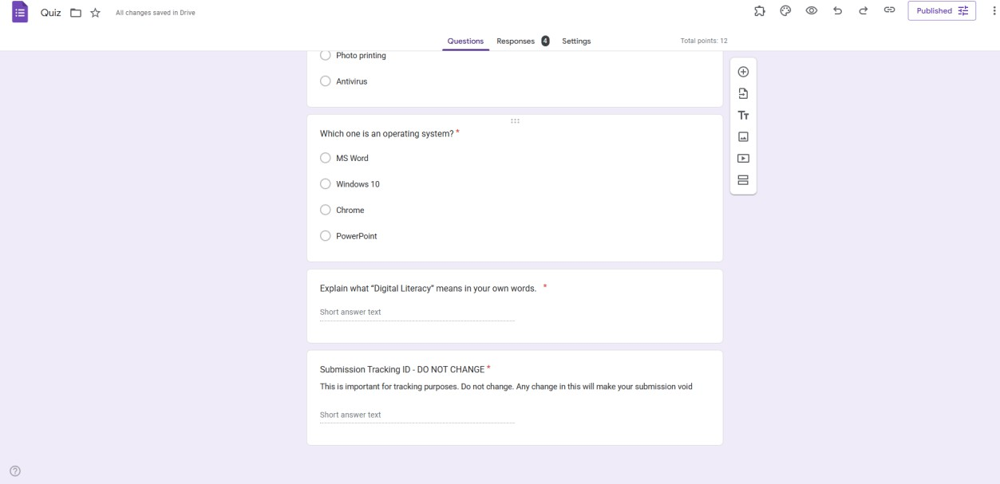 Quiz
All changes saved in Drive
Published
Questions
Responses 4
Settings
Total points: 12
Photo printing
Antivirus
Which one is an operating system? *
MS Word
Windows 10
Chrome
PowerPoint
Explain what “Digital Literacy” means in your own words. *
Short answer text
Submission Tracking ID - DO NOT CHANGE *
This is important for tracking purposes. Do not change. Any change in this will make your submission void
Short answer text